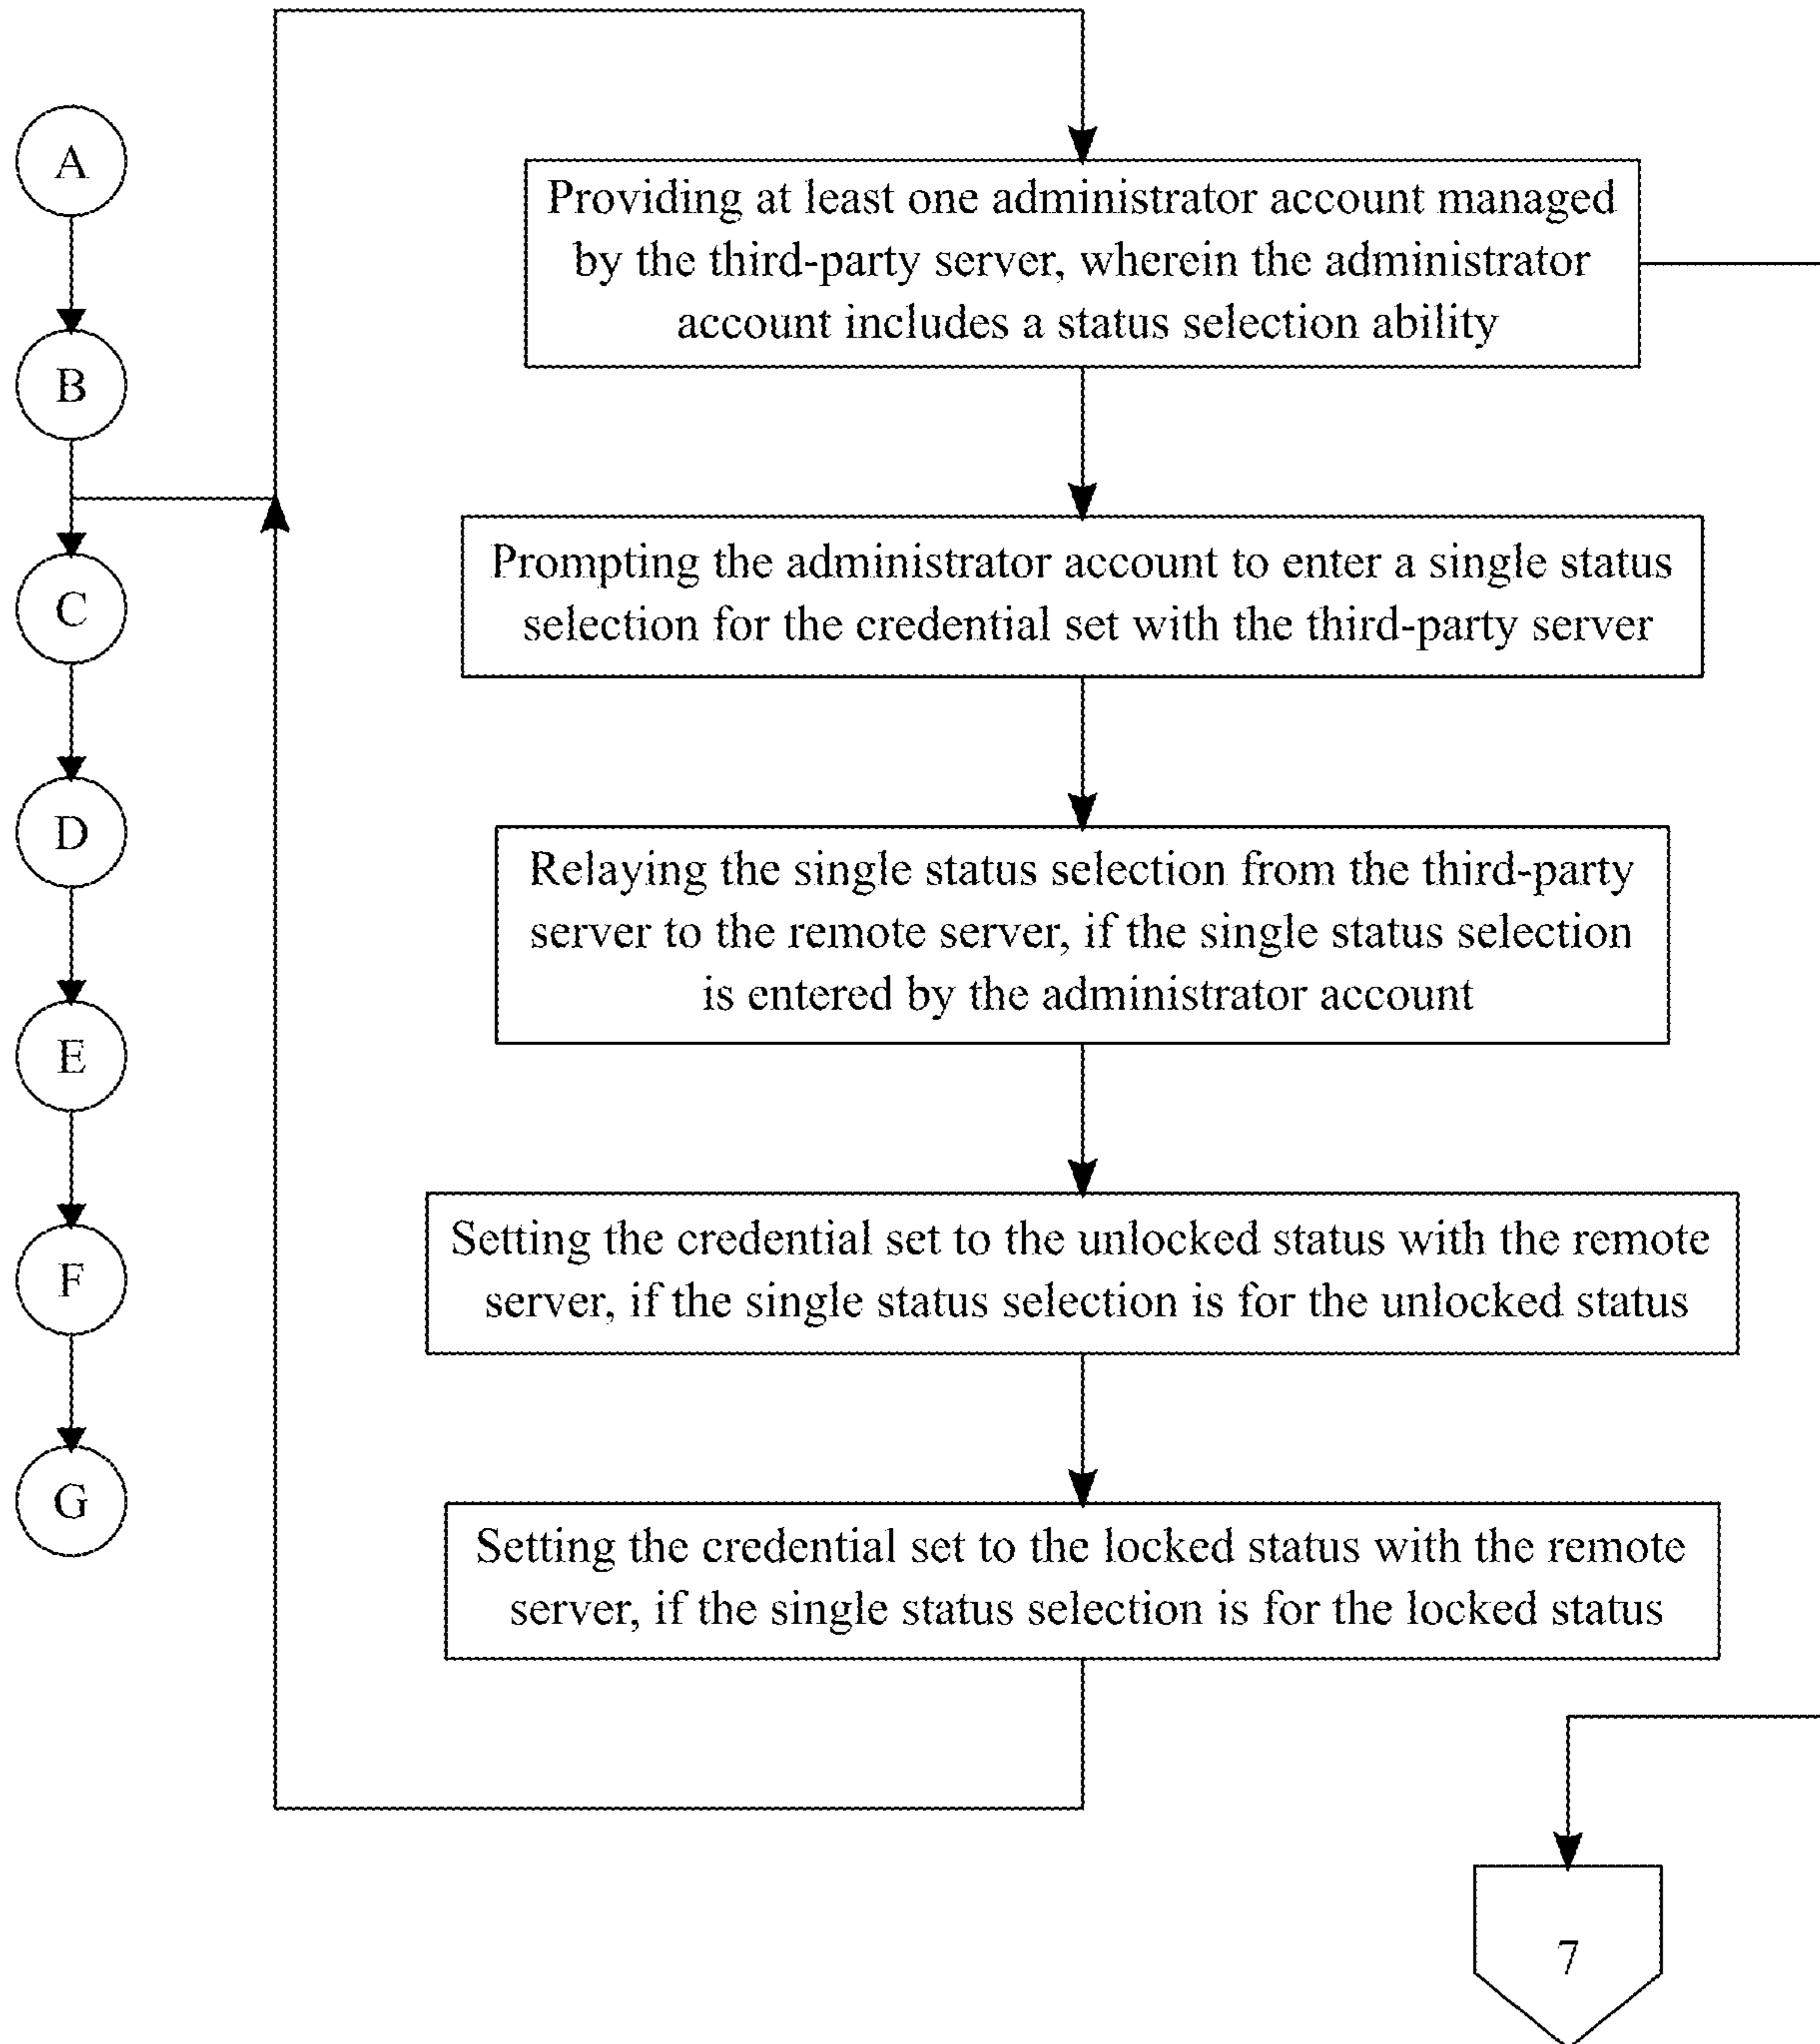 A
B
C
D
E
F
G
Providing at least one administrator account managed
by the third-party server, wherein the administrator
account includes a status selection ability
Prompting the administrator account to enter a single status
selection for the credential set with the third-party server
Relaying the single status selection from the third-party
server to the remote server, if the single status selection
is entered by the administrator account
Setting the credential set to the unlocked status with the remote
server, if the single status selection is for the unlocked status
Setting the credential set to the locked status with the remote
server, if the single status selection is for the locked status
7